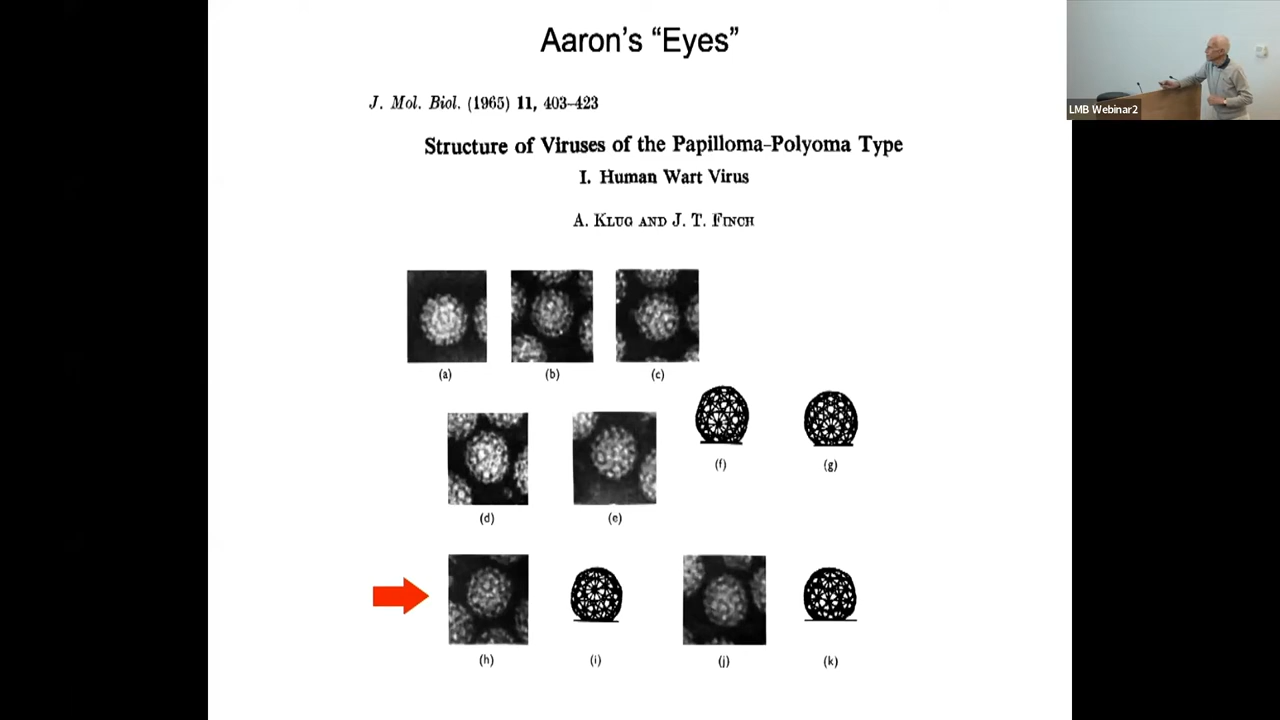 Aaron's "Eyes"
LMB Webinar2
J. Mol. Biol. (1965) 11, 403–423
Structure of Viruses of the Papilloma–Polyoma Type
I. Human Wart Virus
A. KLUG AND J. T. FINCH
(a) (b) (c)
(f) (g)
(d) (e)
(h) (i) (j) (k)